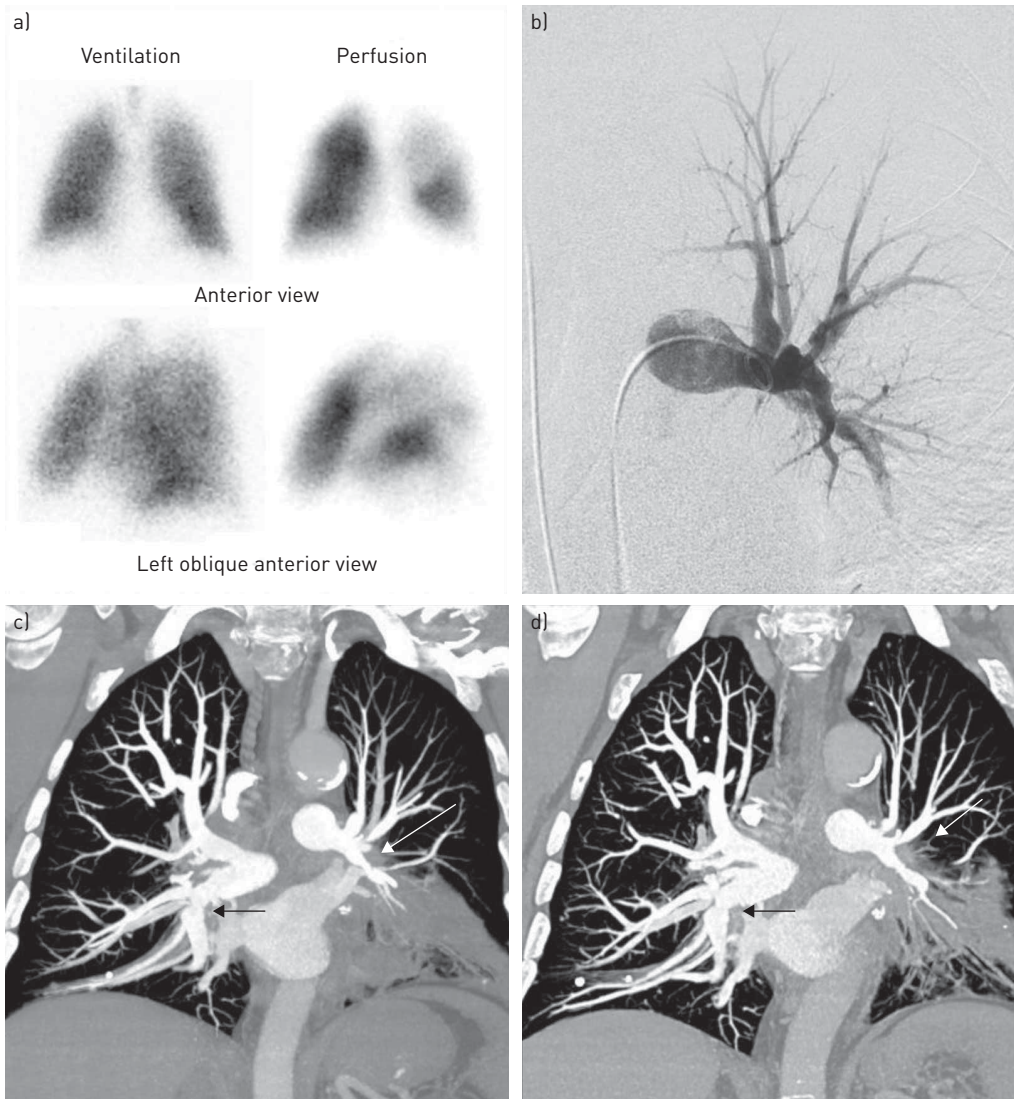 a)
Ventilation
Perfusion
Anterior view
Left oblique anterior view
b)
c)
d)